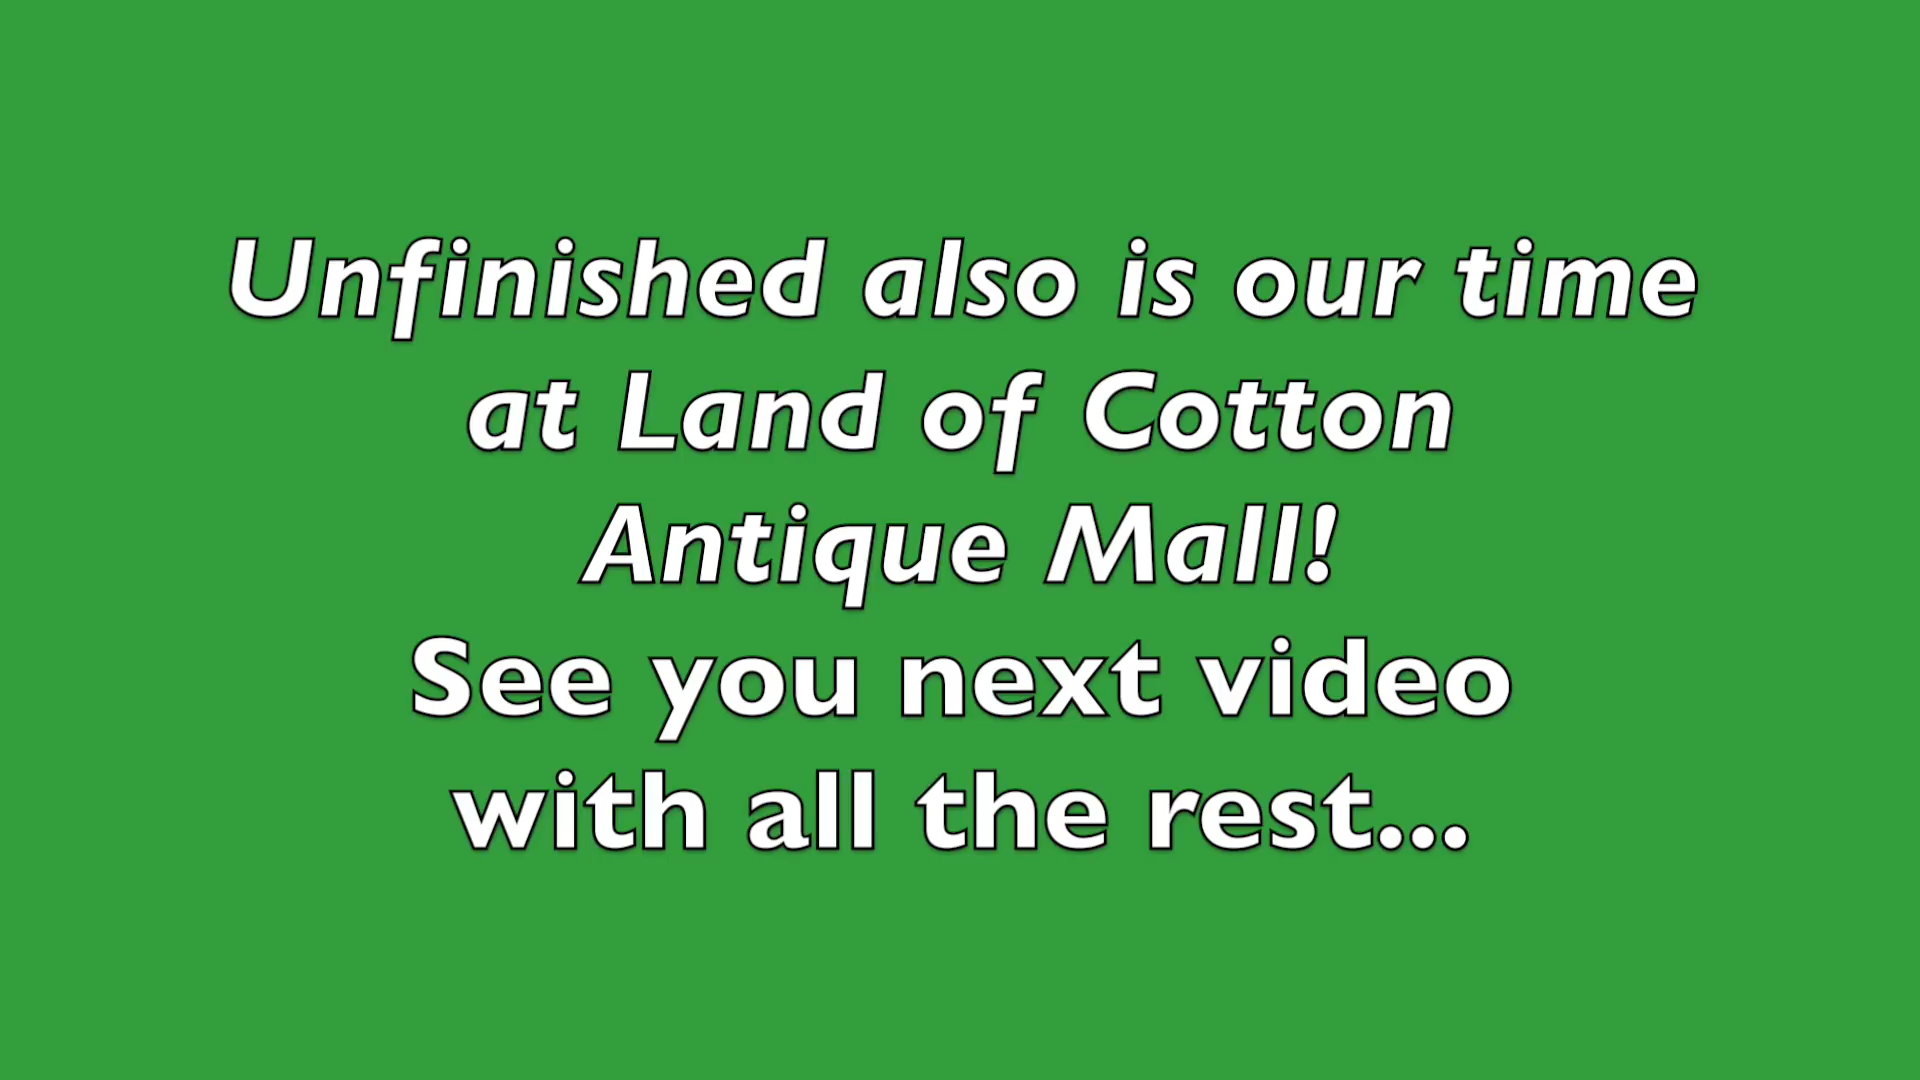 Unfinished also is our time
at Land of Cotton
Antique Mall!
See you next video
with all the rest...